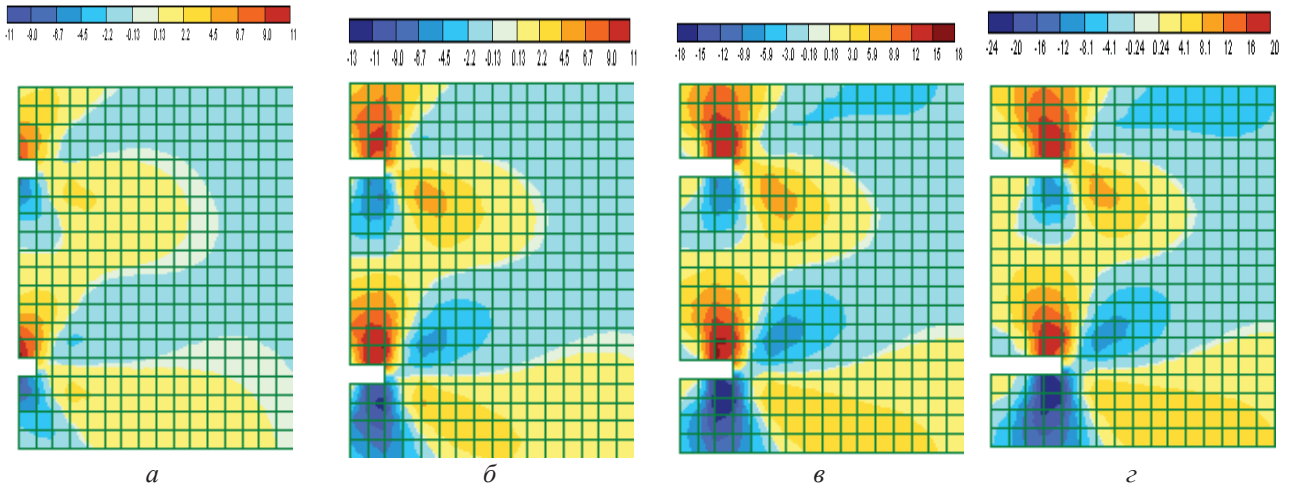 -11 -9.0 -6.7 -4.5 -2.2 -0.13 0.13 2.2 4.5 6.7 9.0 11
-13 -11 -9.0 -6.7 -4.5 -2.2 -0.13 0.13 2.2 4.5 6.7 9.0 11
-18 -15 -12 -8.9 -5.9 -3.0 -0.18 0.18 3.0 5.9 8.9 12 15 18
-24 -20 -16 -12 -8.1 -4.1 -0.24 0.24 4.1 8.12 12 16 20
а
б
в
г